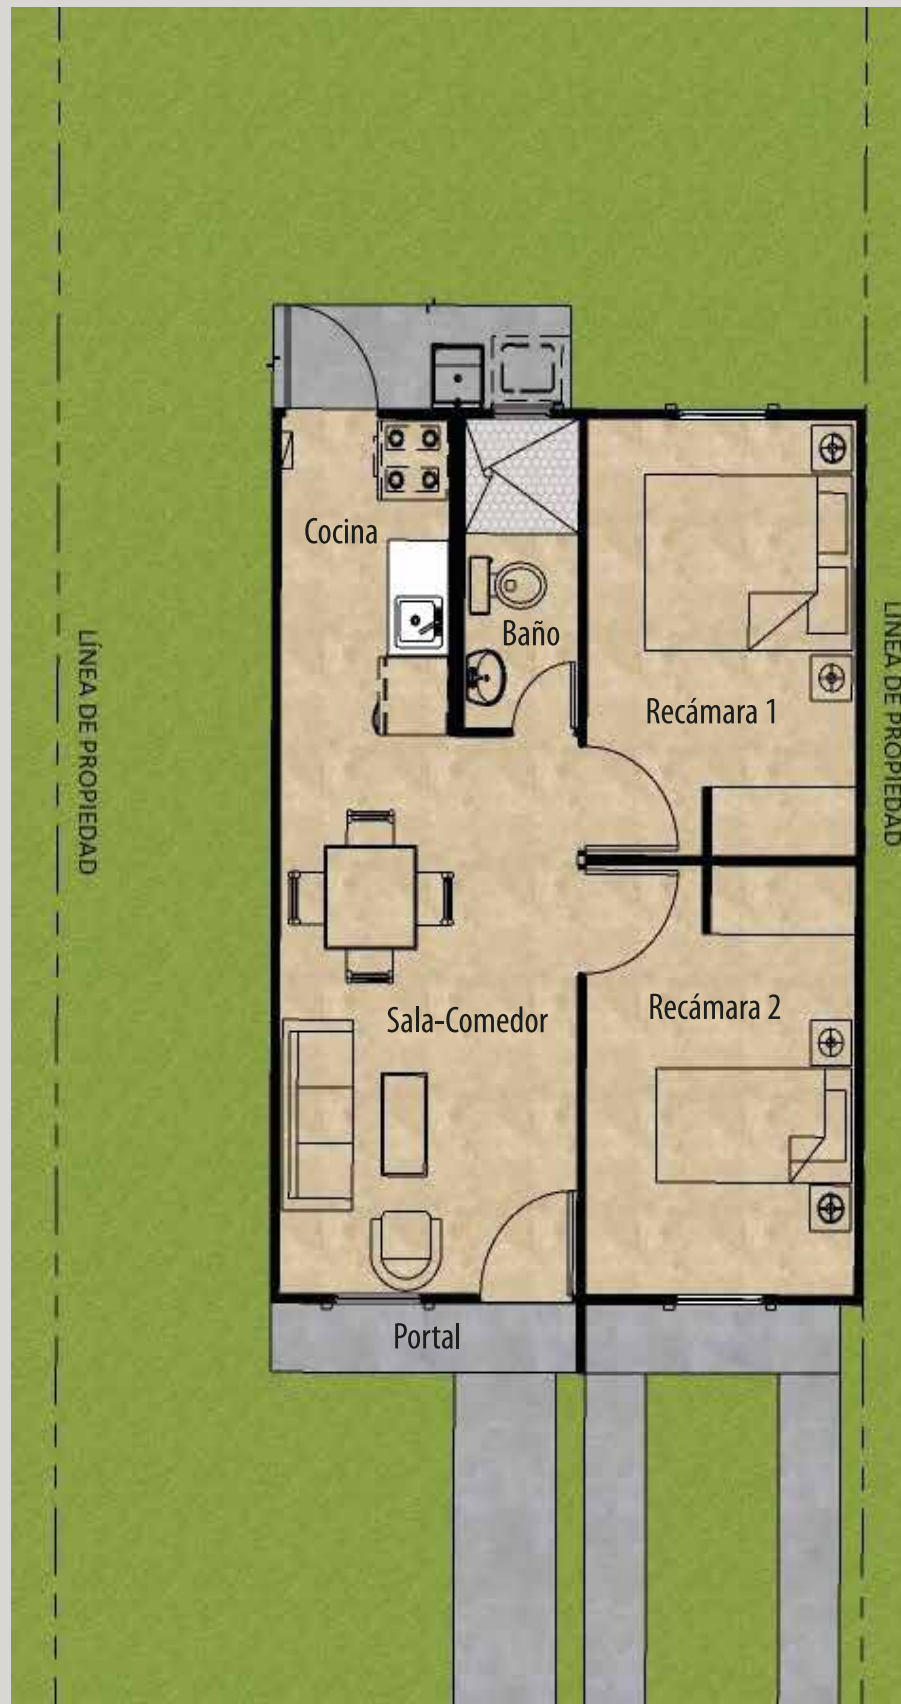 Cocina
Baño
LÍNEA DE PROPIEDAD
LÍNEA DE PROPIEDAD
Recámara 1
Sala-Comedor
Recámara 2
Portal